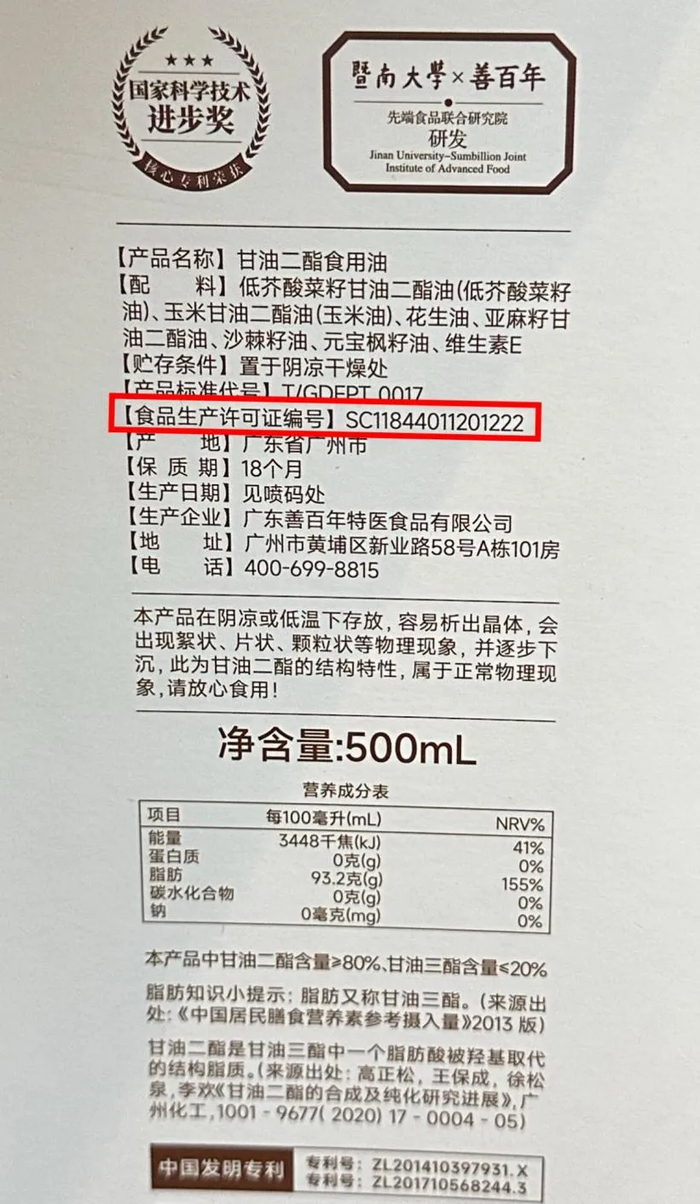 ★★★
国家科学技术
进步奖
核心专利荣获
暨南大學×善百年
先端食品联合研究院
研发
Jinan University-Sumbillion Joint
Institute of Advanced Food
【产品名称】甘油二酯食用油
【配 料】低芥酸菜籽甘油二酯油(低芥酸菜籽
油)、玉米甘油二酯油(玉米油)、花生油、亚麻籽甘
油二酯油、沙棘籽油、元宝枫籽油、维生素E
【贮存条件】置于阴凉干燥处
【产品标准代号】T/GDFPT 0017
【食品生产许可证编号】SC11844011201222
【产 地】广东省广州市
【保 质 期】18个月
【生产日期】见喷码处
【生产企业】广东善百年特医食品有限公司
【地 址】广州市黄埔区新业路58号A栋101房
【电 话】400-699-8815
本产品在阴凉或低温下存放, 容易析出晶体, 会
出现絮状、片状、颗粒状等物理现象, 并逐步下
沉, 此为甘油二酯的结构特性, 属于正常物理现
象,请放心食用!
净含量:500mL
营养成分表
项目 每100毫升(mL) NRV%
能量 3448千焦(kJ) 41%
蛋白质 0克(g) 0%
脂肪 93.2克(g) 155%
碳水化合物 0克(g) 0%
钠 0毫克(mg) 0%
本产品中甘油二酯含量≥80%、甘油三酯含量≤20%
脂肪知识小提示: 脂肪又称甘油三酯。(来源出
处:《中国居民膳食营养素参考摄入量》2013 版)
甘油二酯是甘油三酯中一个脂肪酸被羟基取代
的结构脂质。(来源出处: 高正松, 王保成, 徐松
泉,李欢《甘油二酯的合成及纯化研究进展》,广
州化工,1001 - 9677( 2020) 17 - 0004 - 05)
中国发明专利
专利号: ZL201410397931.X
专利号: ZL201710568244.3